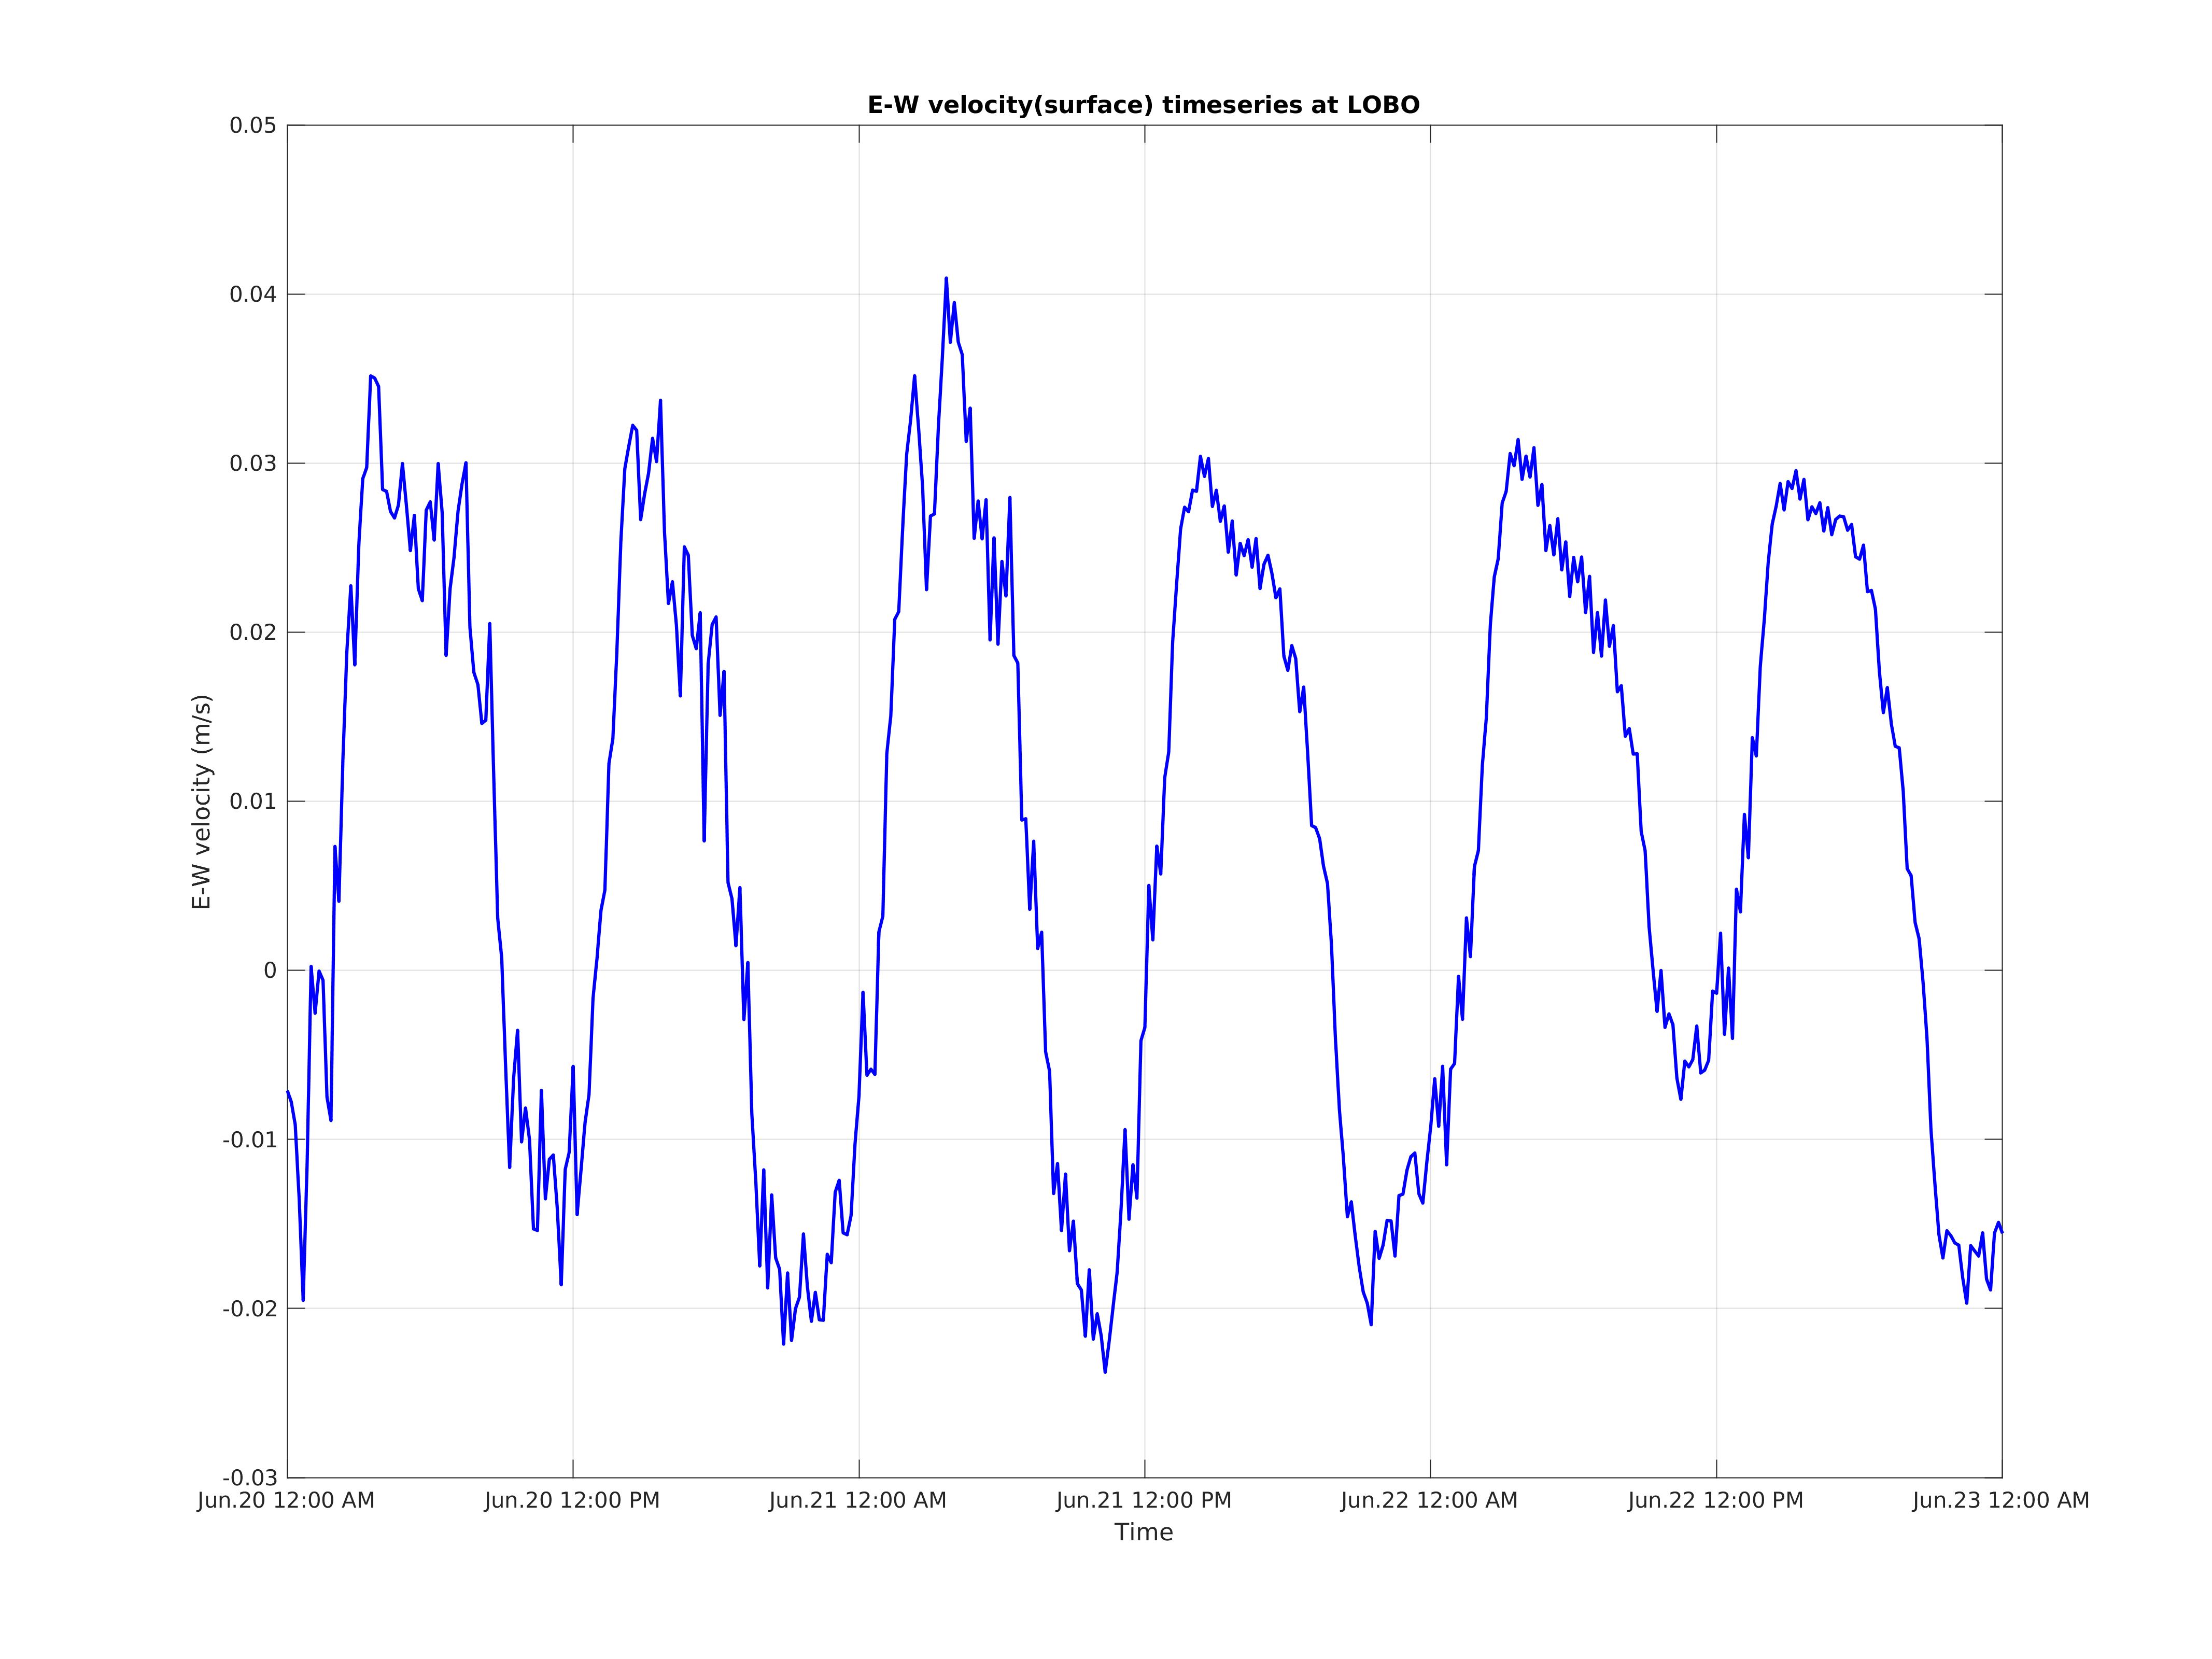 E-W velocity(surface) timeseries at LOBO
0.05
0.04
0.03
0.02
0.01
0
-0.01
-0.02
-0.03
E-W velocity (m/s)
Jun.20 12:00 AM
Jun.20 12:00 PM
Jun.21 12:00 AM
Jun.21 12:00 PM
Jun.22 12:00 AM
Jun.22 12:00 PM
Jun.23 12:00 AM
Time